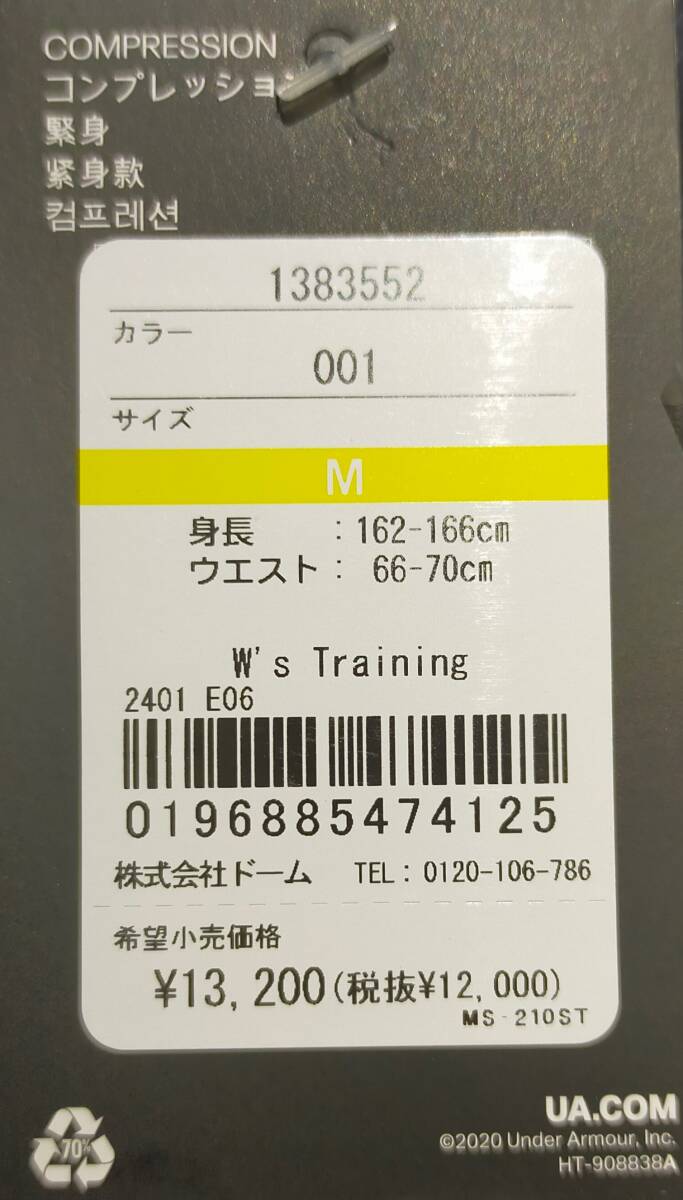 COMPRESSION
コンプレッション
緊身
紧身款
컴프레션
1383552
カラー
001
サイズ
M
身長 :162-166cm
ウエスト: 66-70cm
W's Training
2401 E06
0196885474125
株式会社ドーム TEL: 0120-106-786
希望小売価格
¥13,200(税抜¥12,000)
MS-210ST
UA.COM
©2020 Under Armour, Inc.
HT-908838A
70%